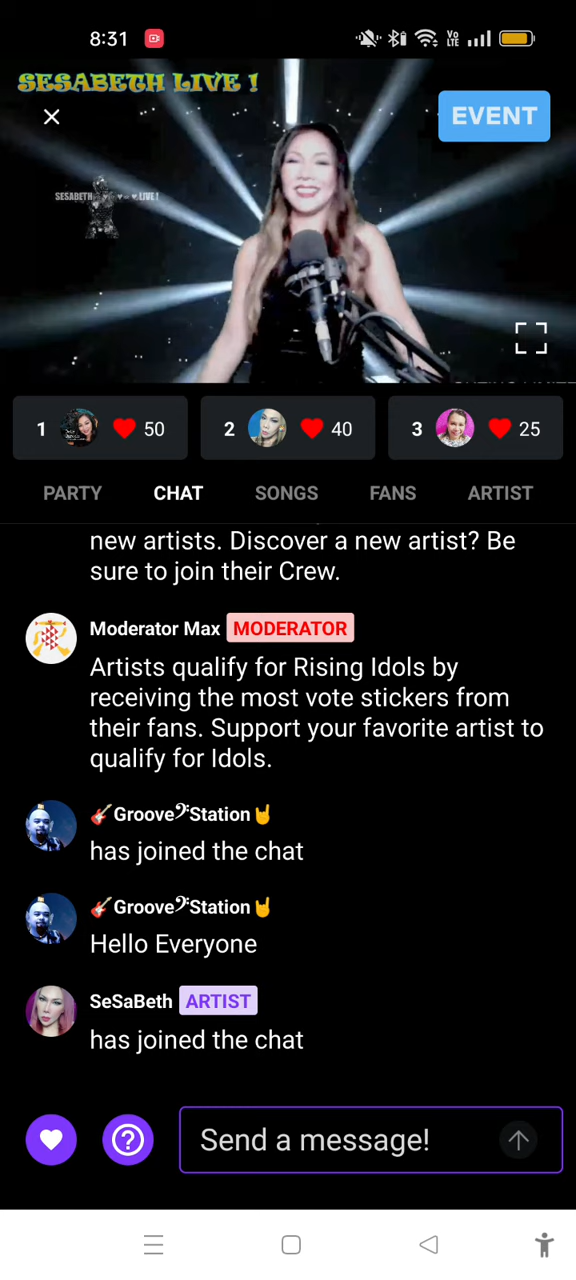 8:31
VO LTE
SESABETH LIVE !
EVENT
SESABETH
LIVE!
1 50
2 40
3 25
PARTY
CHAT
SONGS
FANS
ARTIST
new artists. Discover a new artist? Be
sure to join their Crew.
Moderator Max MODERATOR
Artists qualify for Rising Idols by
receiving the most vote stickers from
their fans. Support your favorite artist to
qualify for Idols.
🎸Groove𝄢Station🤘
has joined the chat
🎸Groove𝄢Station🤘
Hello Everyone
SeSaBeth ARTIST
has joined the chat
Send a message!